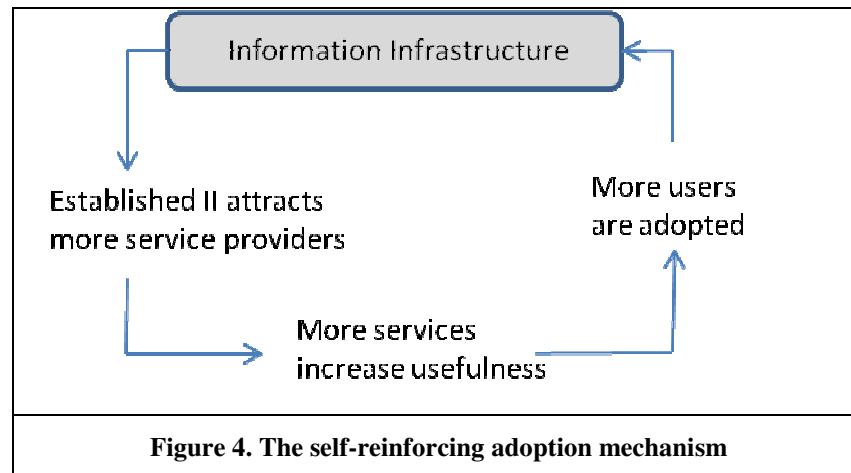 Information Infrastructure
Established II attracts
more service providers
More users
are adopted
More services
increase usefulness
Figure 4. The self-reinforcing adoption mechanism